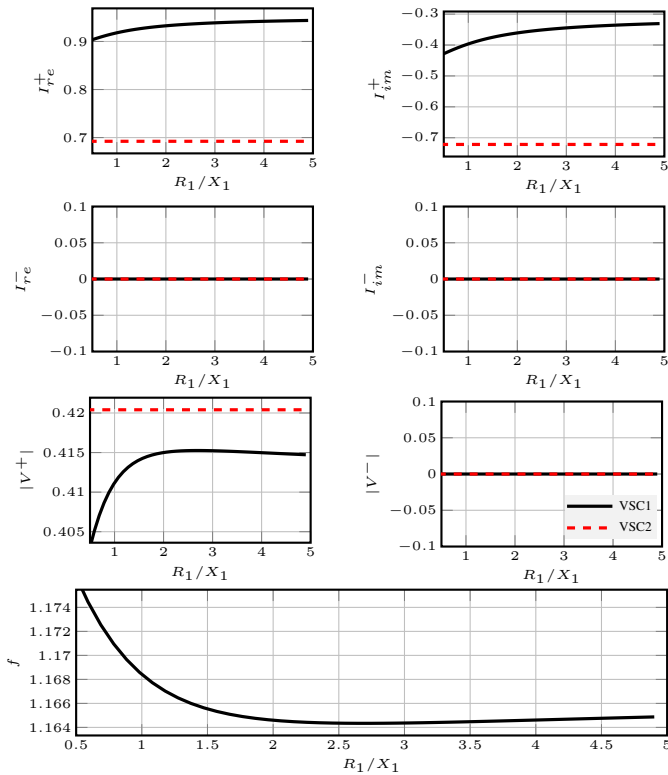 0.9
0.8
0.7
I⁺re
1 2 3 4 5
R₁/X₁
−0.3
−0.4
−0.5
−0.6
−0.7
I⁺im
1 2 3 4 5
R₁/X₁
0.1
0.05
0
−0.05
−0.1
I⁻re
1 2 3 4 5
R₁/X₁
0.1
0.05
0
−0.05
−0.1
I⁻im
1 2 3 4 5
R₁/X₁
0.42
0.415
0.41
0.405
|V⁺|
1 2 3 4 5
R₁/X₁
0.1
0.05
0
−0.05
−0.1
|V⁻|
VSC1
VSC2
1 2 3 4 5
R₁/X₁
1.174
1.172
1.17
1.168
1.166
1.164
f
0.5 1 1.5 2 2.5 3 3.5 4 4.5 5
R₁/X₁